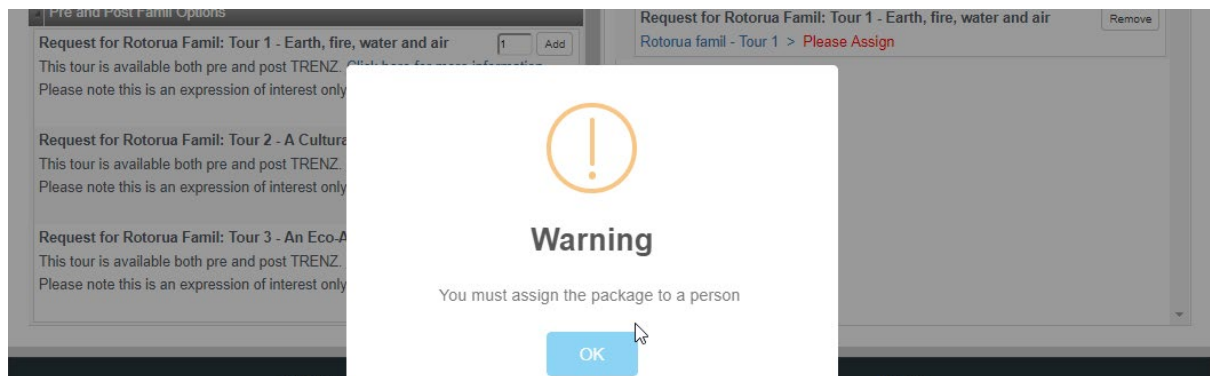 Pre and Post Famil Options
Request for Rotorua Famil: Tour 1 - Earth, fire, water and air 1 Add
This tour is available both pre and post TRENZ. Click here for more information
Please note this is an expression of interest only
Request for Rotorua Famil: Tour 2 - A Cultura
This tour is available both pre and post TRENZ.
Please note this is an expression of interest only
Request for Rotorua Famil: Tour 3 - An Eco-A
This tour is available both pre and post TRENZ.
Please note this is an expression of interest only
Request for Rotorua Famil: Tour 1 - Earth, fire, water and air Remove
Rotorua famil - Tour 1 > Please Assign
Warning
You must assign the package to a person
OK